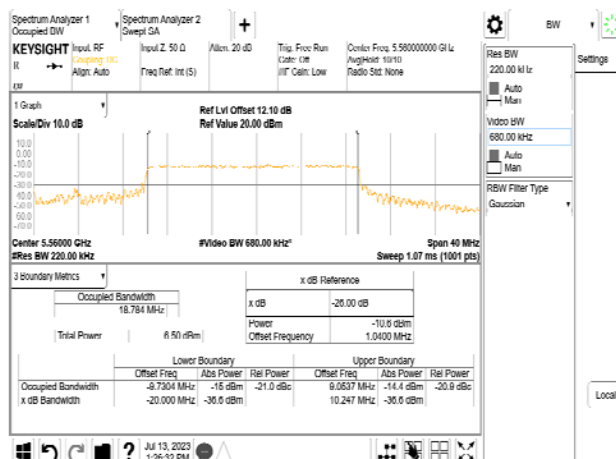 Spectrum Analyzer 1
Occupied BW
Spectrum Analyzer 2
Swept SA
BW
KEYSIGHT
Input: RF
Coupling: DC
Align: Auto
Input Z: 50 Ω
Freq Ref: Int (S)
Atten: 20 dB
Trig: Free Run
Gate: Off
#IF Gain: Low
Center Freq: 5.560000000 GHz
Avg|Hold: 10/10
Radio Std: None
Res BW
220.00 kHz
Auto
Man
Video BW
680.00 kHz
Auto
Man
RBW Filter Type
Gaussian
Settings
Local
1 Graph
Scale/Div 10.0 dB
Ref Lvl Offset 12.10 dB
Ref Value 20.00 dBm
10.0
0.00
-10.0
-20.0
-30.0
-40.0
-50.0
-60.0
-70.0
Center 5.56000 GHz
#Res BW 220.00 kHz
#Video BW 680.00 kHz*
Span 40 MHz
Sweep 1.07 ms (1001 pts)
3 Boundary Metrics
Occupied Bandwidth
18.784 MHz
Total Power 6.50 dBm
x dB Reference
x dB -26.00 dB
Power -10.6 dBm
Offset Frequency 1.0400 MHz
Lower Boundary Upper Boundary
Offset Freq Abs Power Rel Power Offset Freq Abs Power Rel Power
Occupied Bandwidth -9.7304 MHz -15 dBm -21.0 dBc 9.0537 MHz -14.4 dBm -20.9 dBc
x dB Bandwidth -20.000 MHz -36.6 dBm 10.247 MHz -36.6 dBm
?
Jul 13, 2023
1:26:32 PM